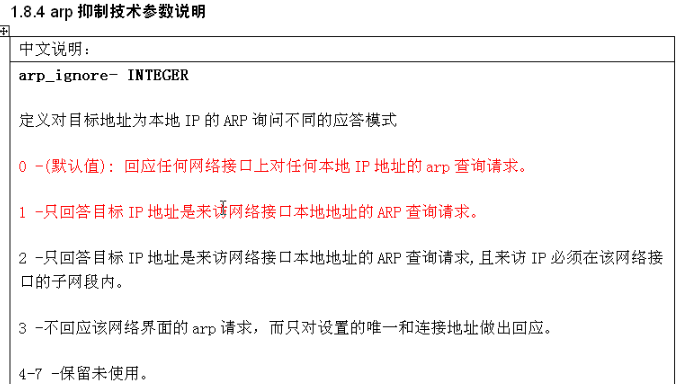 1.8.4 arp 抑制技术参数说明
中文说明：
arp_ignore- INTEGER
定义对目标地址为本地 IP 的 ARP 询问不同的应答模式
0 -(默认值): 回应任何网络接口上对任何本地 IP 地址的 arp 查询请求。
1 -只回答目标 IP 地址是来访网络接口本地地址的 ARP 查询请求。
2 -只回答目标 IP 地址是来访网络接口本地地址的 ARP 查询请求,且来访 IP 必须在该网络接
口的子网段内。
3 -不回应该网络界面的 arp 请求，而只对设置的唯一和连接地址做出回应。
4-7 -保留未使用。